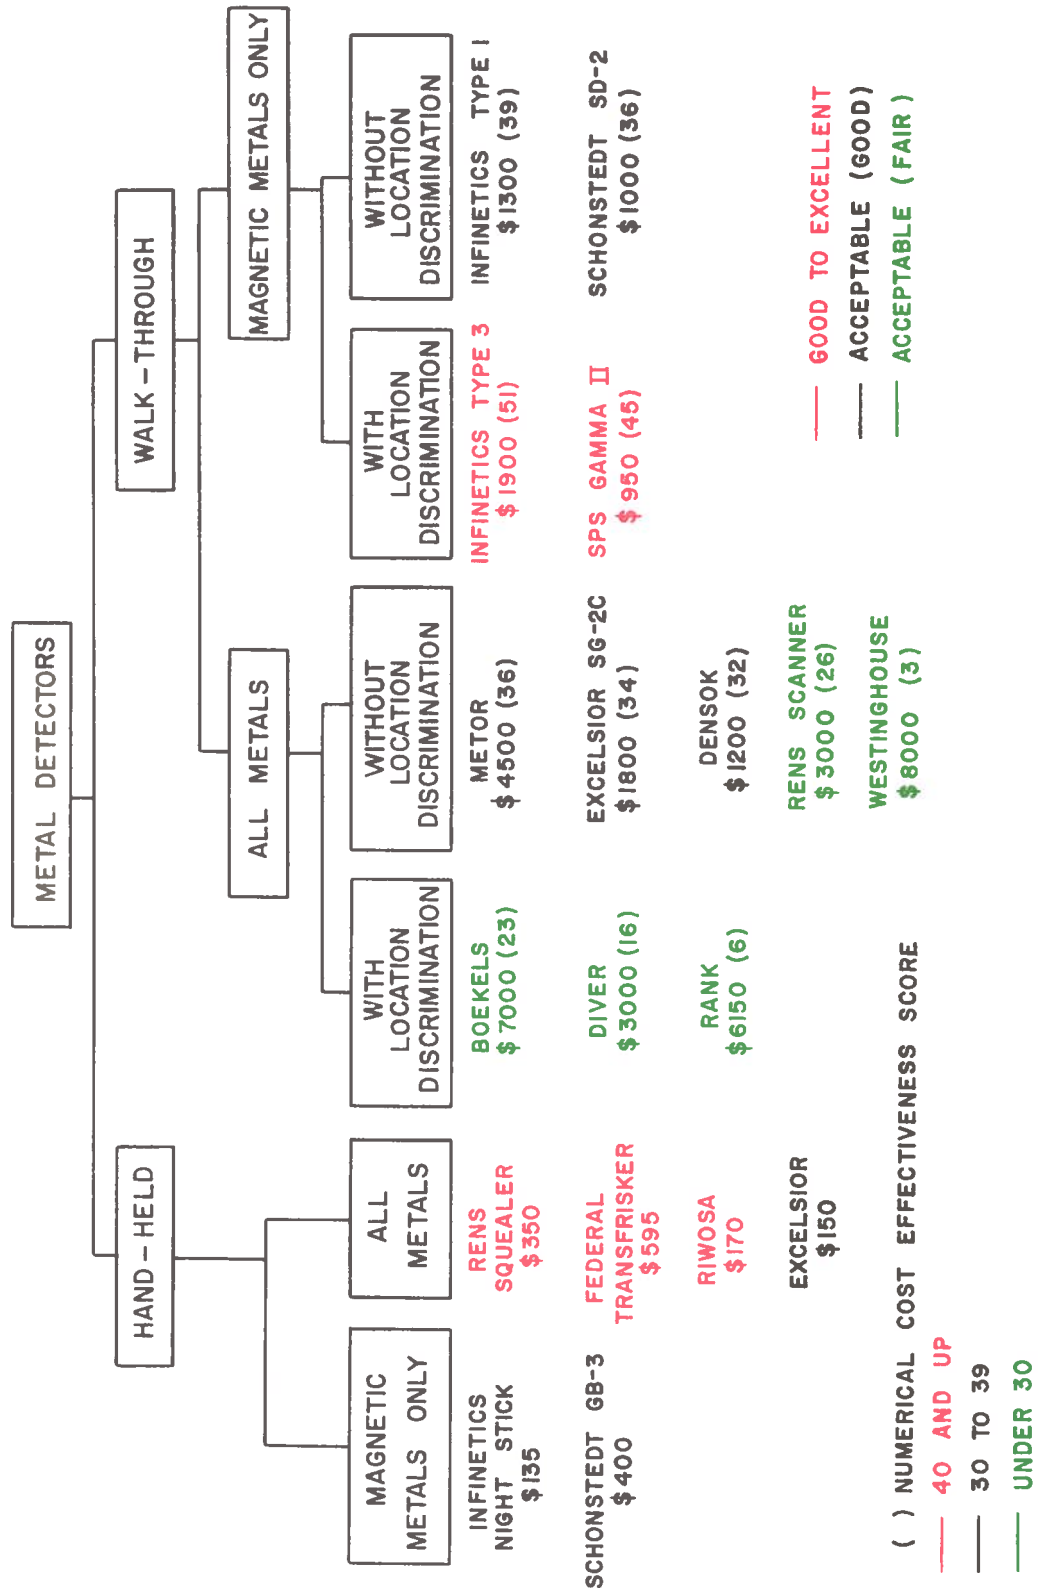 METAL DETECTORS
HAND-HELD
WALK-THROUGH
ALL METALS
MAGNETIC METALS ONLY
MAGNETIC
METALS ONLY
ALL
METALS
WITH
LOCATION
DISCRIMINATION
WITHOUT
LOCATION
DISCRIMINATION
WITH
LOCATION
DISCRIMINATION
WITHOUT
LOCATION
DISCRIMINATION
INFINETICS
NIGHT STICK
$135
SCHONSTEDT GB-3
$400
RENS
SQUEALER
$350
FEDERAL
TRANSFRISKER
$595
RIWOSA
$170
EXCELSIOR
$150
BOEKELS
$7000 (23)
DIVER
$3000 (16)
RANK
$6150 (6)
METOR
$4500 (36)
EXCELSIOR SG-2C
$1800 (34)
DENSOK
$1200 (32)
RENS SCANNER
$3000 (26)
WESTINGHOUSE
$8000 (3)
INFINETICS TYPE 3
$1900 (51)
SPS GAMMA II
$950 (45)
INFINETICS TYPE 1
$1300 (39)
SCHONSTEDT SD-2
$1000 (36)
( ) NUMERICAL COST EFFECTIVENESS SCORE
40 AND UP
30 TO 39
UNDER 30
GOOD TO EXCELLENT
ACCEPTABLE (GOOD)
ACCEPTABLE (FAIR)